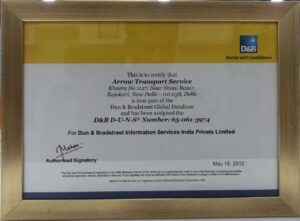 D&B
Decide with Confidence
This is to certify that
Arrow Transport Service
Khasra No 1127, Near Shani Bazar,
Rajokari, New Delhi - 110 038, Delhi
is now part of the
Dun & Bradstreet Global Database
and has been assigned the
D&B D-U-N-S® Number: 65-061-3974
For Dun & Bradstreet Information Services India Private Limited
Authorised Signatory
May 18, 2012